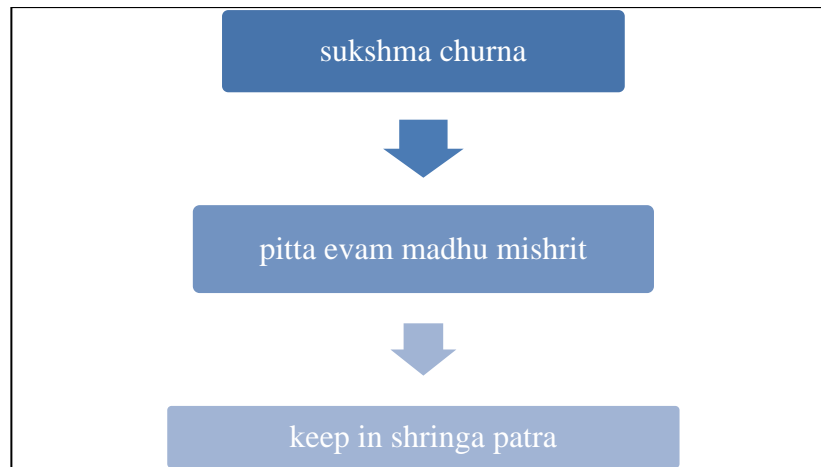 sukshma churna
pitta evam madhu mishrit
keep in shringa patra